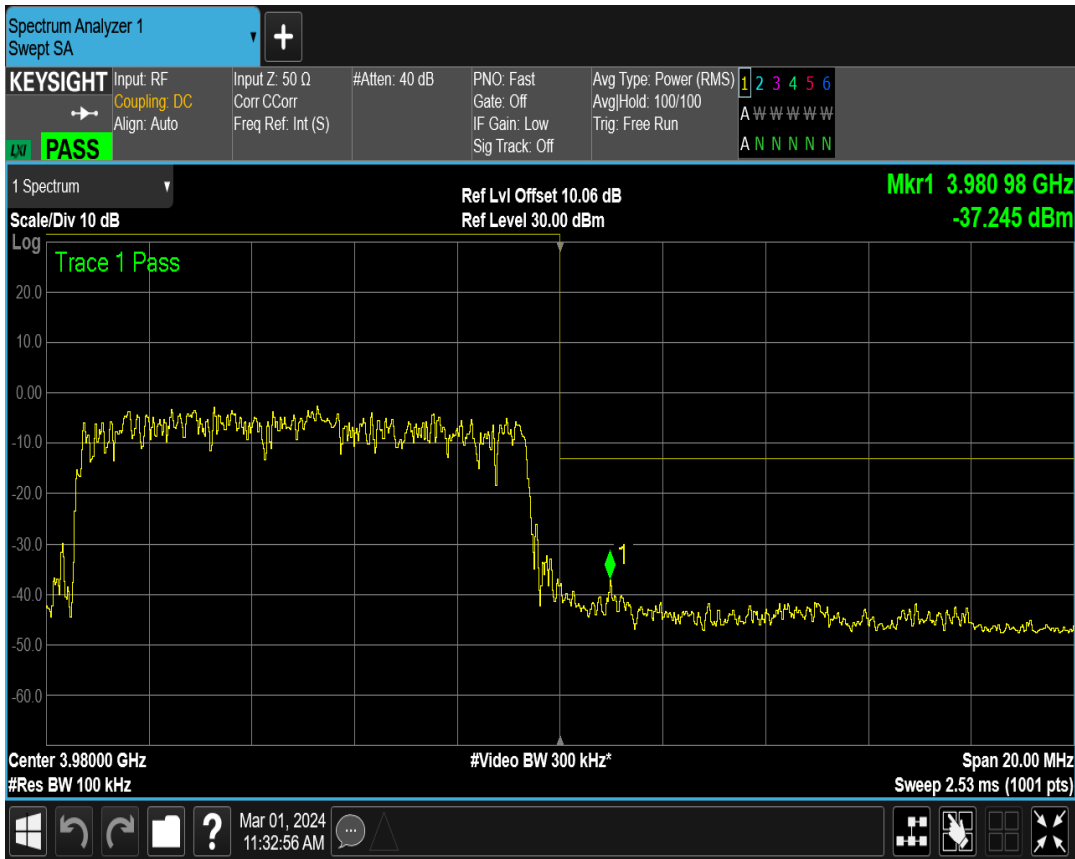 Spectrum Analyzer 1
Swept SA
KEYSIGHT
LXI PASS
Input: RF
Coupling: DC
Align: Auto
Input Z: 50 Ω
Corr CCorr
Freq Ref: Int (S)
#Atten: 40 dB
PNO: Fast
Gate: Off
IF Gain: Low
Sig Track: Off
Avg Type: Power (RMS)
Avg|Hold: 100/100
Trig: Free Run
1 2 3 4 5 6
A W W W W W
A N N N N N
1 Spectrum
Scale/Div 10 dB
Ref Lvl Offset 10.06 dB
Ref Level 30.00 dBm
Mkr1 3.980 98 GHz
-37.245 dBm
Log
Trace 1 Pass
20.0
10.0
0.00
-10.0
-20.0
-30.0
-40.0
-50.0
-60.0
1
Center 3.98000 GHz
#Video BW 300 kHz*
Span 20.00 MHz
#Res BW 100 kHz
Sweep 2.53 ms (1001 pts)
?
Mar 01, 2024
11:32:56 AM